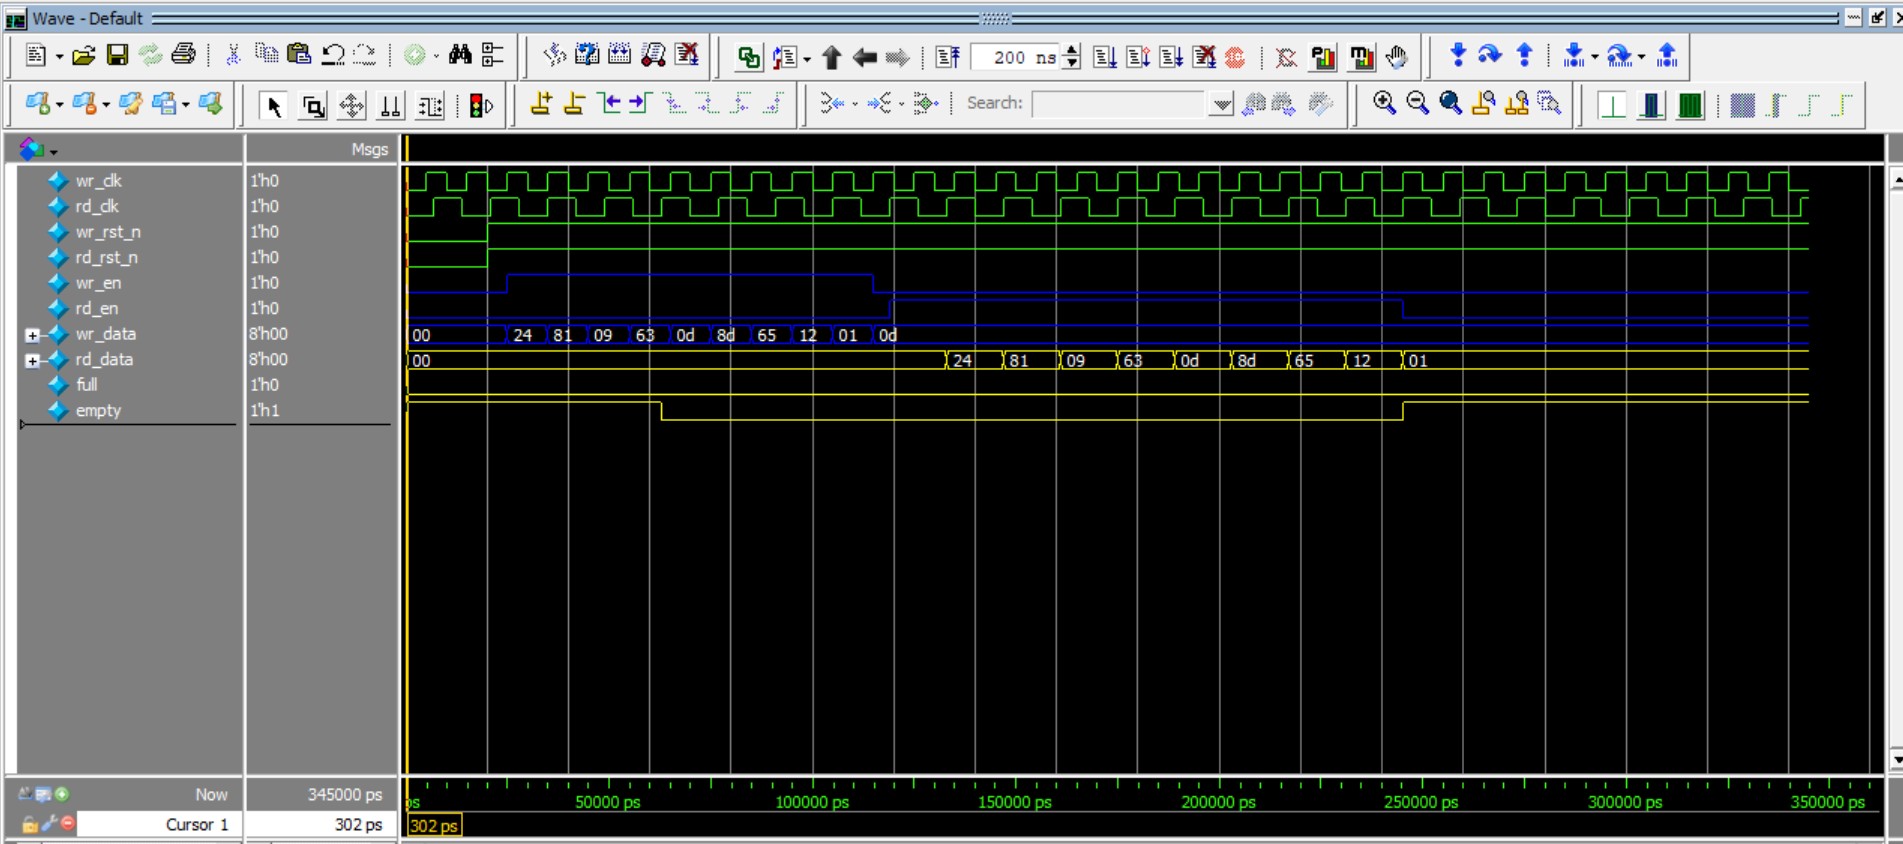 Wave - Default
200 ns
Search:
Msgs
wr_clk 1'h0
rd_clk 1'h0
wr_rst_n 1'h0
rd_rst_n 1'h0
wr_en 1'h0
rd_en 1'h0
wr_data 8'h00 00 24 81 09 63 0d 8d 65 12 01 0d
rd_data 8'h00 00 24 81 09 63 0d 8d 65 12 01
full 1'h0
empty 1'h1
Now 345000 ps ps 50000 ps 100000 ps 150000 ps 200000 ps 250000 ps 300000 ps 350000 ps
Cursor 1 302 ps 302 ps